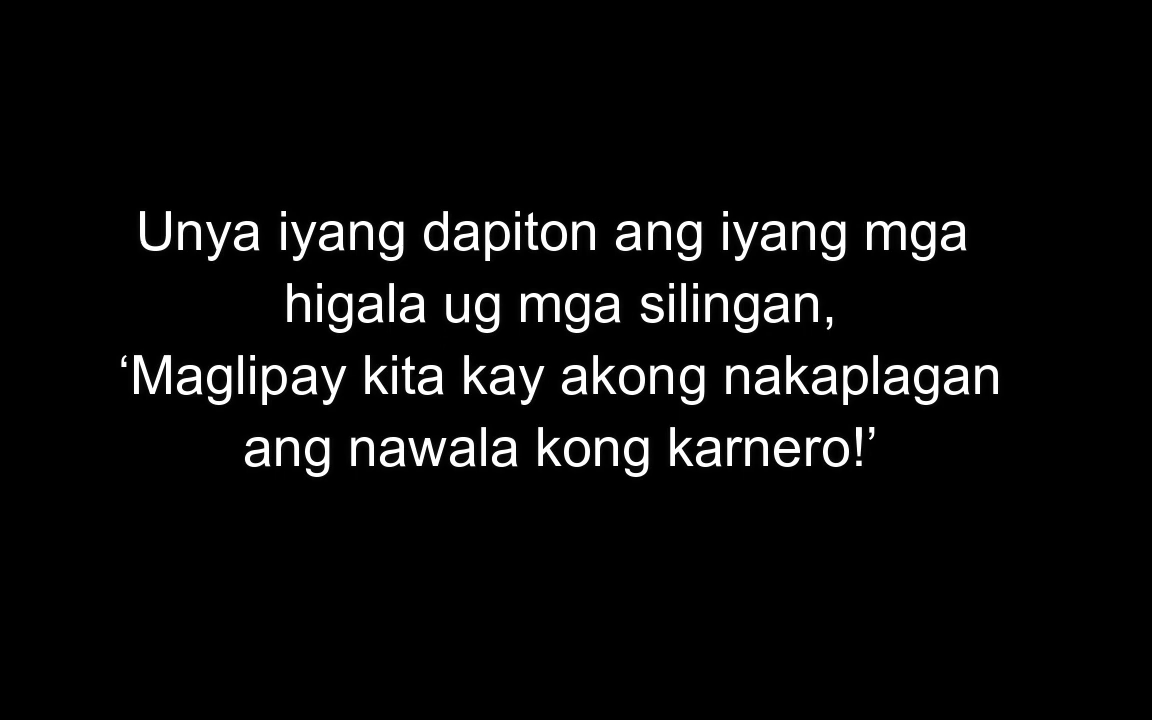 Unya iyang dapiton ang iyang mga
higala ug mga silingan,
‘Maglipay kita kay akong nakaplagan
ang nawala kong karnero!’